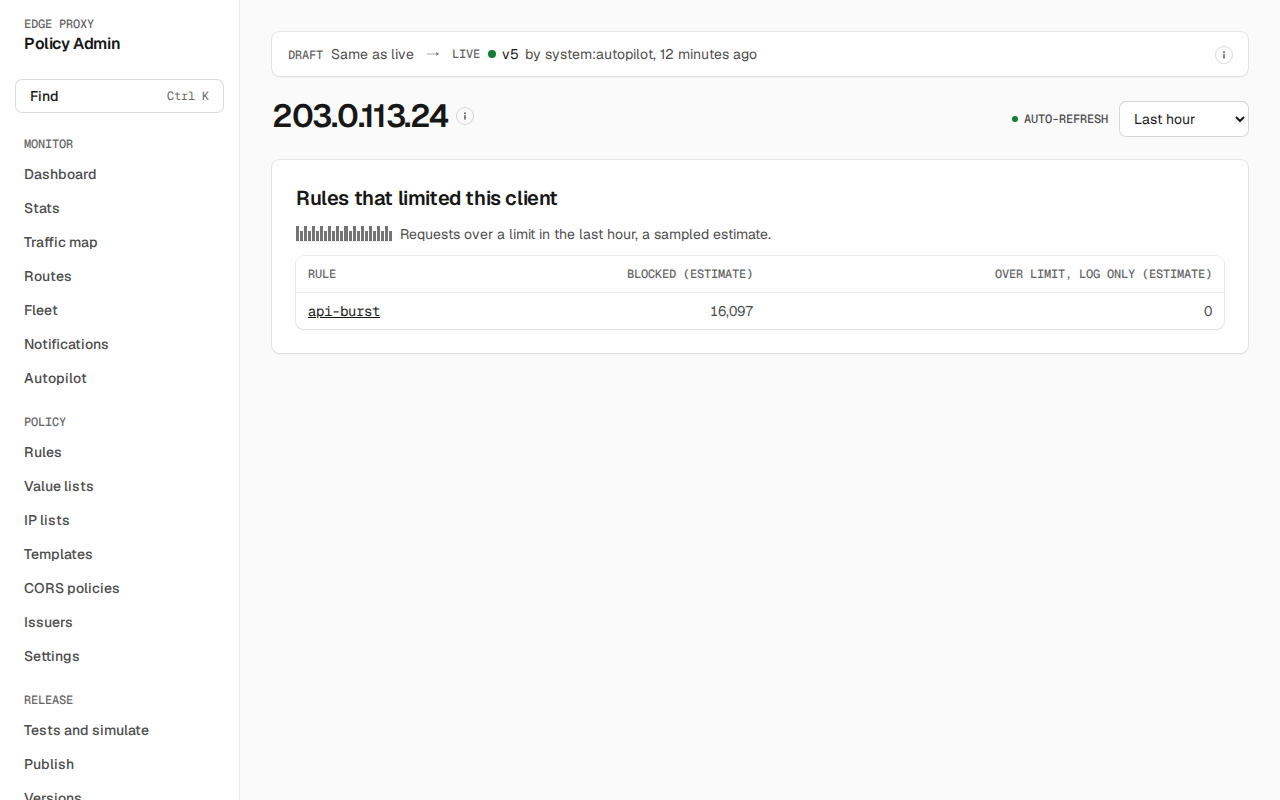 EDGE PROXY
Policy Admin
Find Ctrl K
MONITOR
Dashboard
Stats
Traffic map
Routes
Fleet
Notifications
Autopilot
POLICY
Rules
Value lists
IP lists
Templates
CORS policies
Issuers
Settings
RELEASE
Tests and simulate
Publish
Versions
DRAFT Same as live → LIVE v5 by system:autopilot, 12 minutes ago
203.0.113.24
AUTO-REFRESH Last hour
Rules that limited this client
Requests over a limit in the last hour, a sampled estimate.
RULE BLOCKED (ESTIMATE) OVER LIMIT, LOG ONLY (ESTIMATE)
api-burst 16,097 0